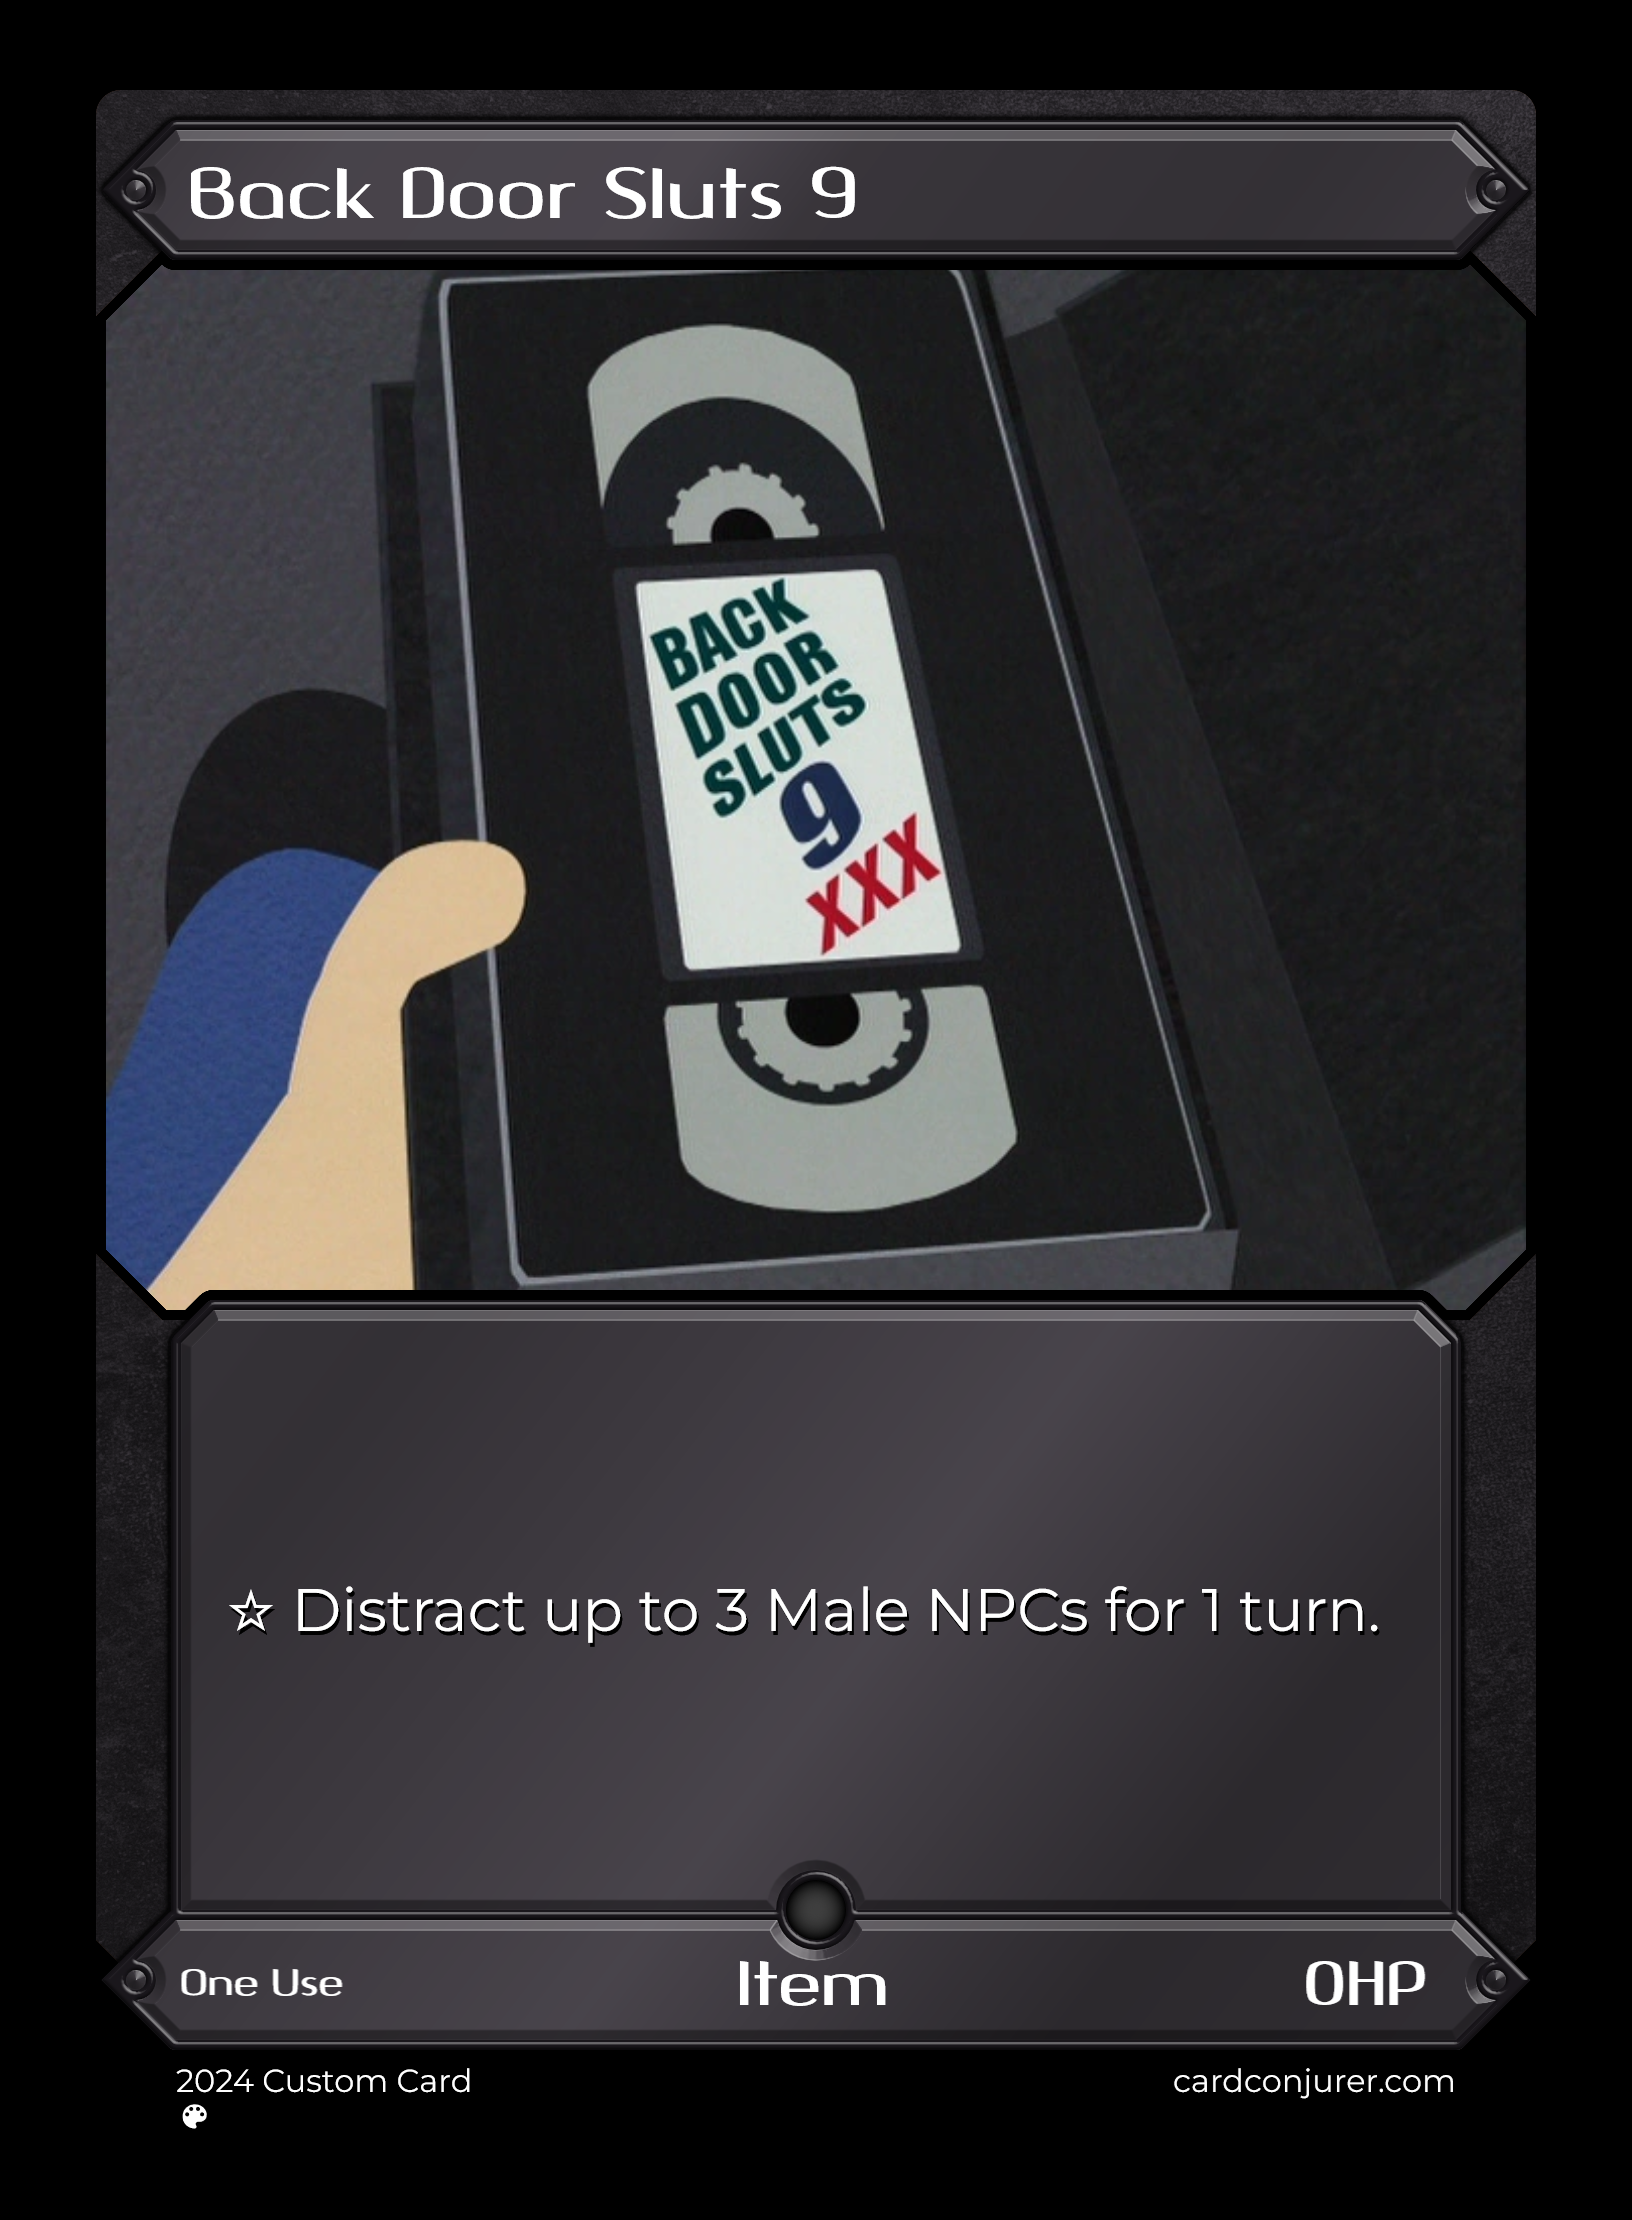 Back Door Sluts 9
BACK
DOOR
SLUTS
9
XXX
☆ Distract up to 3 Male NPCs for 1 turn.
One Use
Item
0HP
2024 Custom Card
cardconjurer.com